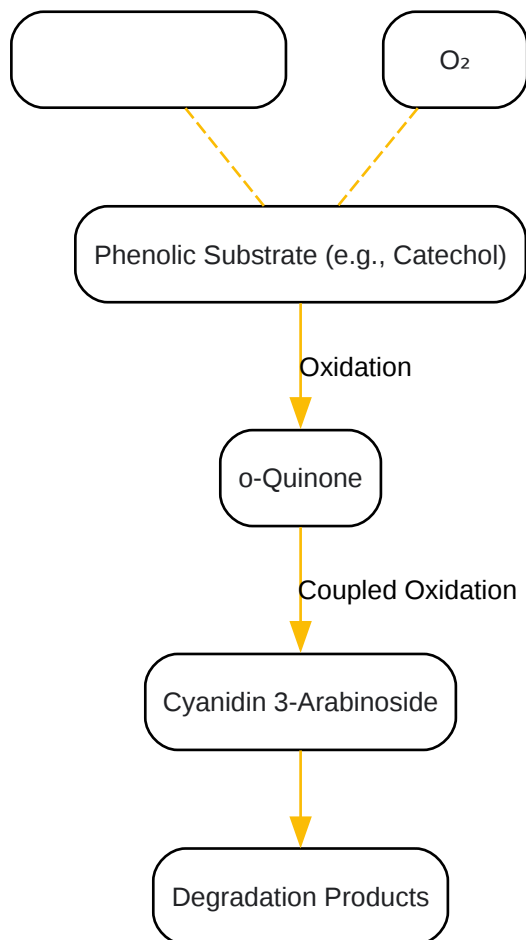 O₂
Phenolic Substrate (e.g., Catechol)
Oxidation
o-Quinone
Coupled Oxidation
Cyanidin 3-Arabinoside
Degradation Products